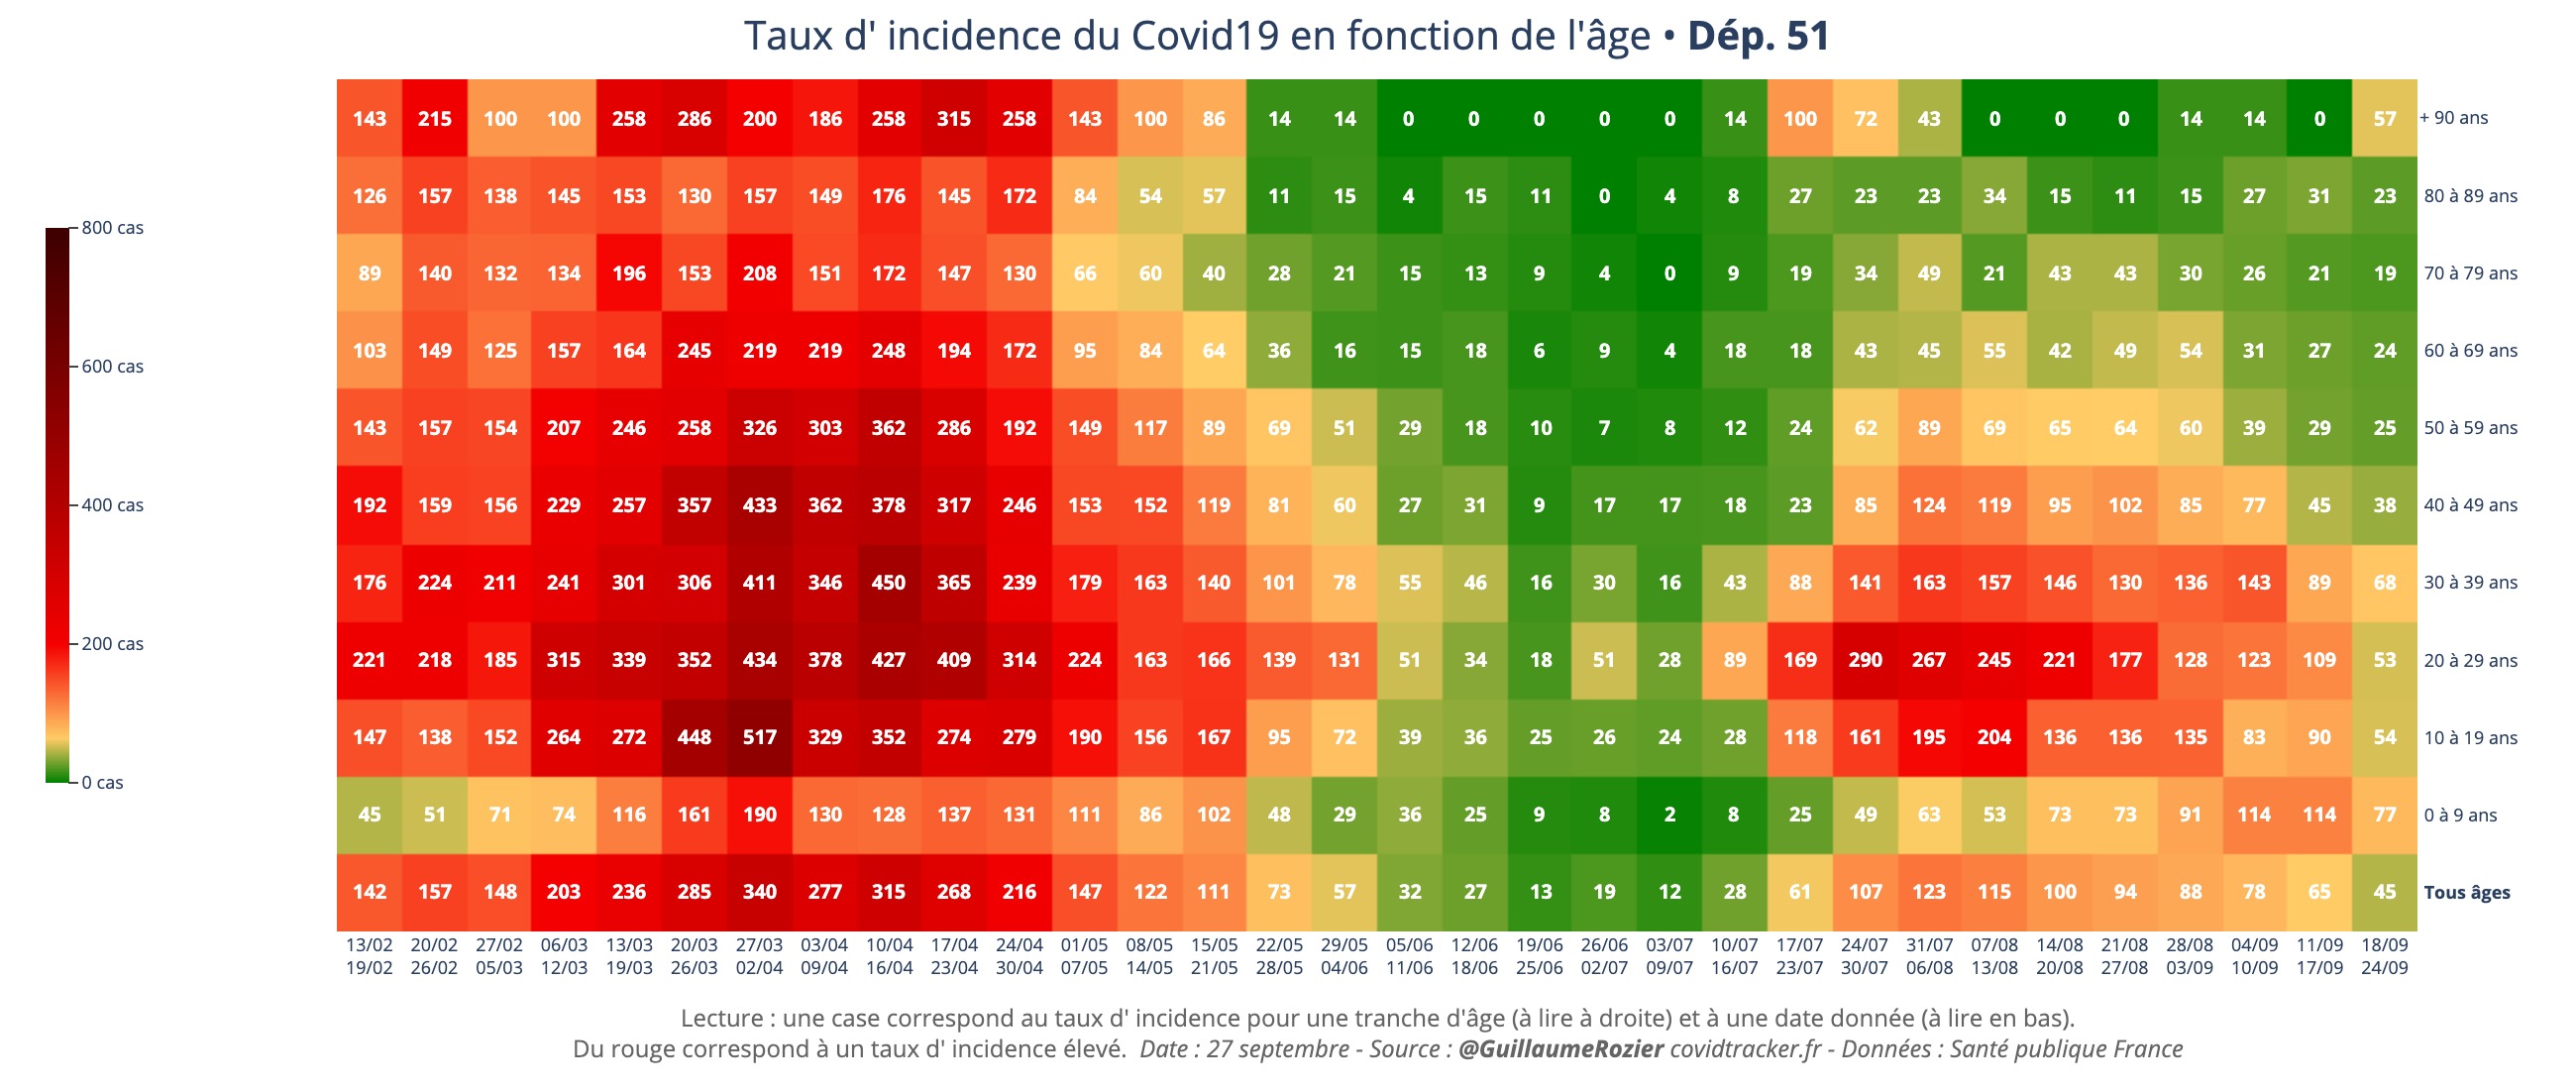 Taux d' incidence du Covid19 en fonction de l'âge • Dép. 51
143 215 100 100 258 286 200 186 258 315 258 143 100 86 14 14 0 0 0 0 0 14 100 72 43 0 0 0 14 14 0 57 + 90 ans
126 157 138 145 153 130 157 149 176 145 172 84 54 57 11 15 4 15 11 0 4 8 27 23 23 34 15 11 15 27 31 23 80 à 89 ans
800 cas
89 140 132 134 196 153 208 151 172 147 130 66 60 40 28 21 15 13 9 4 0 9 19 34 49 21 43 43 30 26 21 19 70 à 79 ans
103 149 125 157 164 245 219 219 248 194 172 95 84 64 36 16 15 18 6 9 4 18 18 43 45 55 42 49 54 31 27 24 60 à 69 ans
600 cas
143 157 154 207 246 258 326 303 362 286 192 149 117 89 69 51 29 18 10 7 8 12 24 62 89 69 65 64 60 39 29 25 50 à 59 ans
400 cas
192 159 156 229 257 357 433 362 378 317 246 153 152 119 81 60 27 31 9 17 17 18 23 85 124 119 95 102 85 77 45 38 40 à 49 ans
176 224 211 241 301 306 411 346 450 365 239 179 163 140 101 78 55 46 16 30 16 43 88 141 163 157 146 130 136 143 89 68 30 à 39 ans
200 cas
221 218 185 315 339 352 434 378 427 409 314 224 163 166 139 131 51 34 18 51 28 89 169 290 267 245 221 177 128 123 109 53 20 à 29 ans
147 138 152 264 272 448 517 329 352 274 279 190 156 167 95 72 39 36 25 26 24 28 118 161 195 204 136 136 135 83 90 54 10 à 19 ans
0 cas
45 51 71 74 116 161 190 130 128 137 131 111 86 102 48 29 36 25 9 8 2 8 25 49 63 53 73 73 91 114 114 77 0 à 9 ans
142 157 148 203 236 285 340 277 315 268 216 147 122 111 73 57 32 27 13 19 12 28 61 107 123 115 100 94 88 78 65 45 Tous âges
13/02 20/02 27/02 06/03 13/03 20/03 27/03 03/04 10/04 17/04 24/04 01/05 08/05 15/05 22/05 29/05 05/06 12/06 19/06 26/06 03/07 10/07 17/07 24/07 31/07 07/08 14/08 21/08 28/08 04/09 11/09 18/09
19/02 26/02 05/03 12/03 19/03 26/03 02/04 09/04 16/04 23/04 30/04 07/05 14/05 21/05 28/05 04/06 11/06 18/06 25/06 02/07 09/07 16/07 23/07 30/07 06/08 13/08 20/08 27/08 03/09 10/09 17/09 24/09
Lecture : une case correspond au taux d' incidence pour une tranche d'âge (à lire à droite) et à une date donnée (à lire en bas).
Du rouge correspond à un taux d' incidence élevé. Date : 27 septembre - Source : @GuillaumeRozier covidtracker.fr - Données : Santé publique France